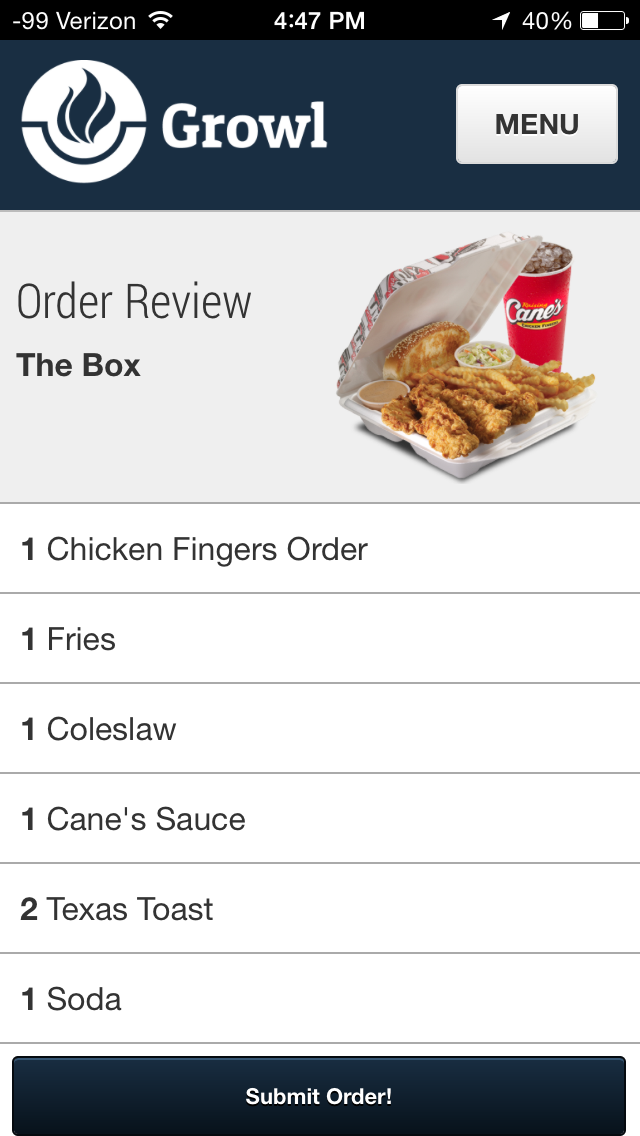 -99 Verizon 4:47 PM 40%
Growl
MENU
Order Review
The Box
Raising
Cane's
CHICKEN FINGERS
1 Chicken Fingers Order
1 Fries
1 Coleslaw
1 Cane's Sauce
2 Texas Toast
1 Soda
Submit Order!